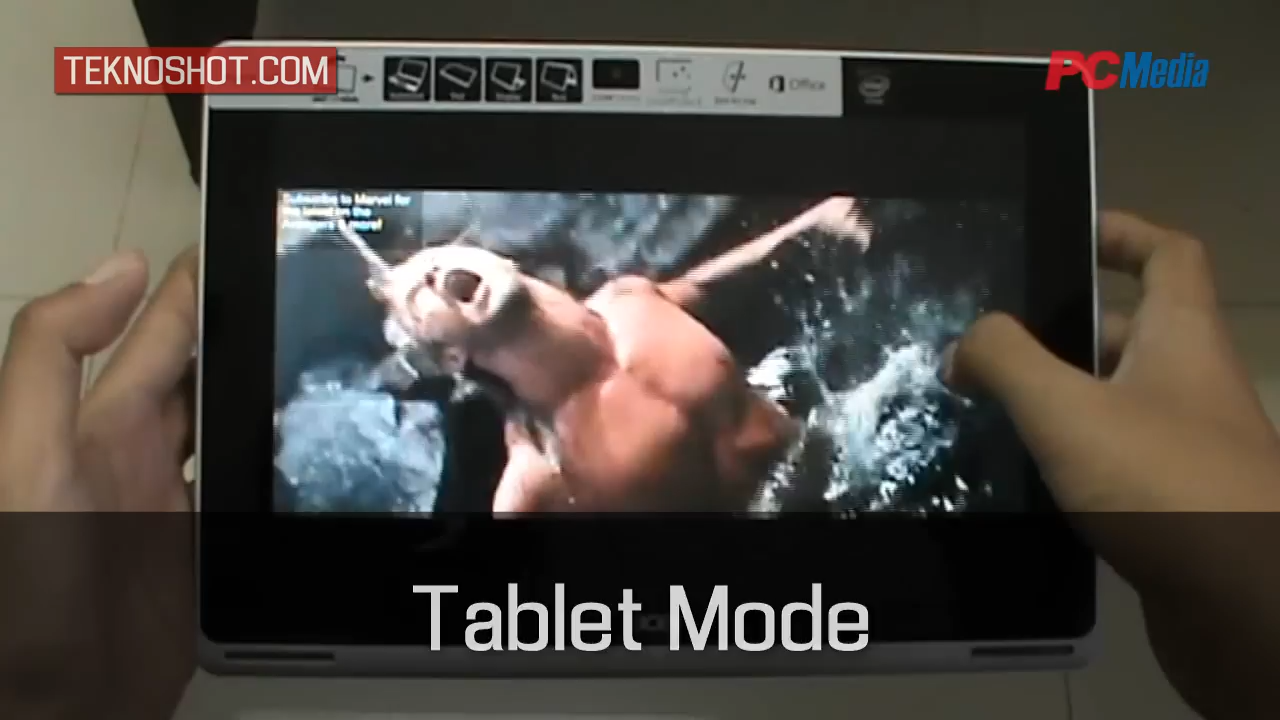 TEKNOSHOT.COM
PCMedia
Office
Subscribe to Marvel for
the latest on the
Avengers & more!
Tablet Mode